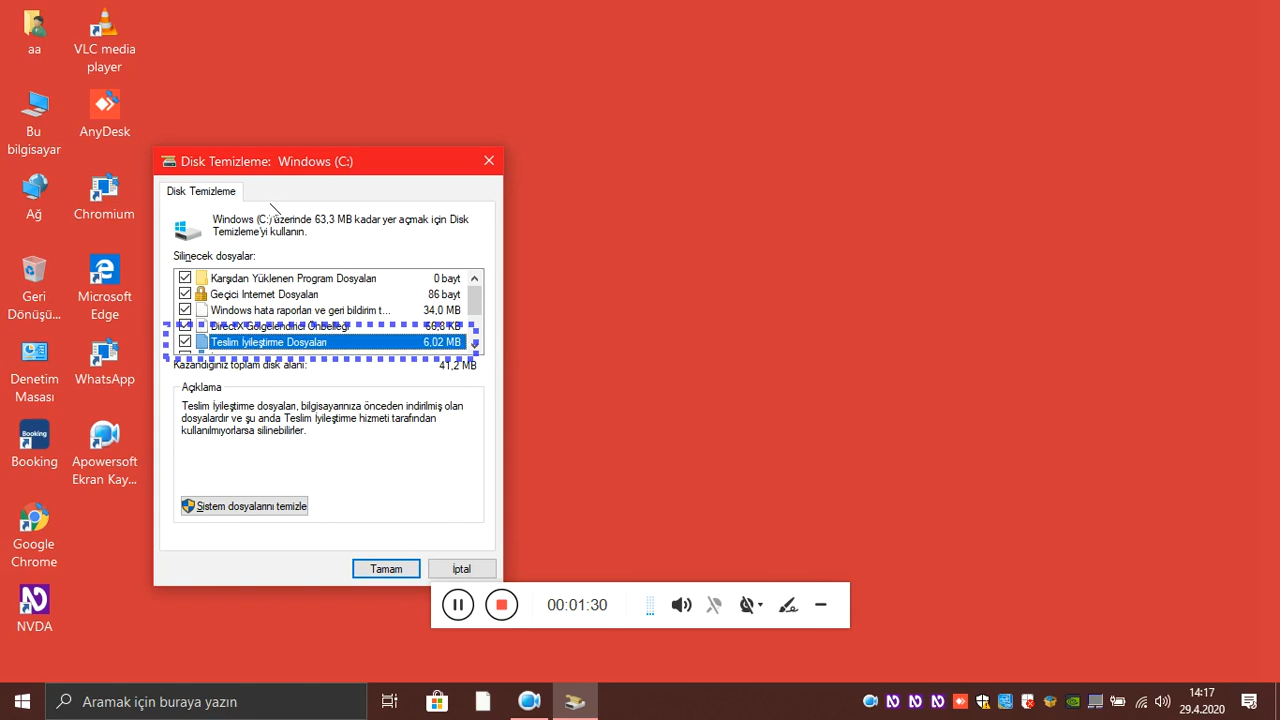 aa
VLC media
player
Bu
bilgisayar
AnyDesk
Ağ
Chromium
Geri
Dönüşü...
Microsoft
Edge
Denetim
Masası
WhatsApp
Booking
Booking
Apowersoft
Ekran Kay...
Google
Chrome
NVDA
Disk Temizleme: Windows (C:)
Disk Temizleme
Windows (C:) üzerinde 63,3 MB kadar yer açmak için Disk
Temizleme'yi kullanın.
Silinecek dosyalar:
Karşıdan Yüklenen Program Dosyaları 0 bayt
Geçici Internet Dosyaları 86 bayt
Windows hata raporları ve geri bildirim t... 34,0 MB
DirectX Gölgelendirici Önbelleği KB
Teslim İyileştirme Dosyaları 6,02 MB
Kazandığınız toplam disk alanı: 41,2 MB
Açıklama
Teslim İyileştirme dosyaları, bilgisayarınıza önceden indirilmiş olan
dosyalardır ve şu anda Teslim İyileştirme hizmeti tarafından
kullanılmıyorlarsa silinebilirler.
Sistem dosyalarını temizle
Tamam İptal
00:01:30
Aramak için buraya yazın
14:17
29.4.2020